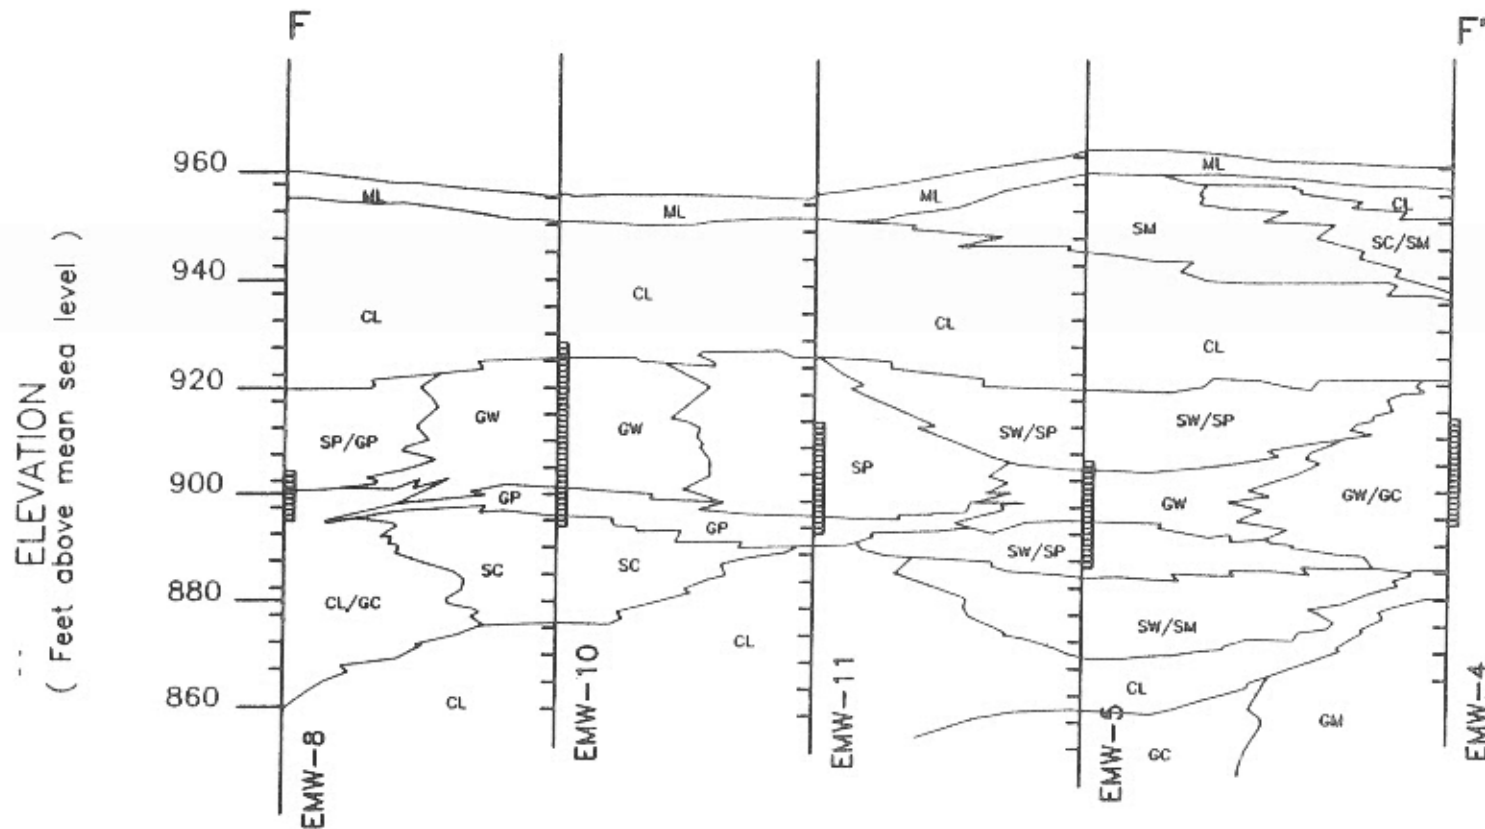 F
F'
960
ML
ML
ML
ML
CL
SM
SC/SM
940
CL
CL
CL
CL
920
SP/GP
GW
GW
SW/SP
SW/SP
SP
900
GP
GW
GW/GC
GP
SW/SP
SC
SC
880
CL/GC
SW/SM
CL
CL
860
CL
GM
GC
EMW-8
EMW-10
EMW-11
EMW-5
EMW-4
ELEVATION
( Feet above mean sea level )